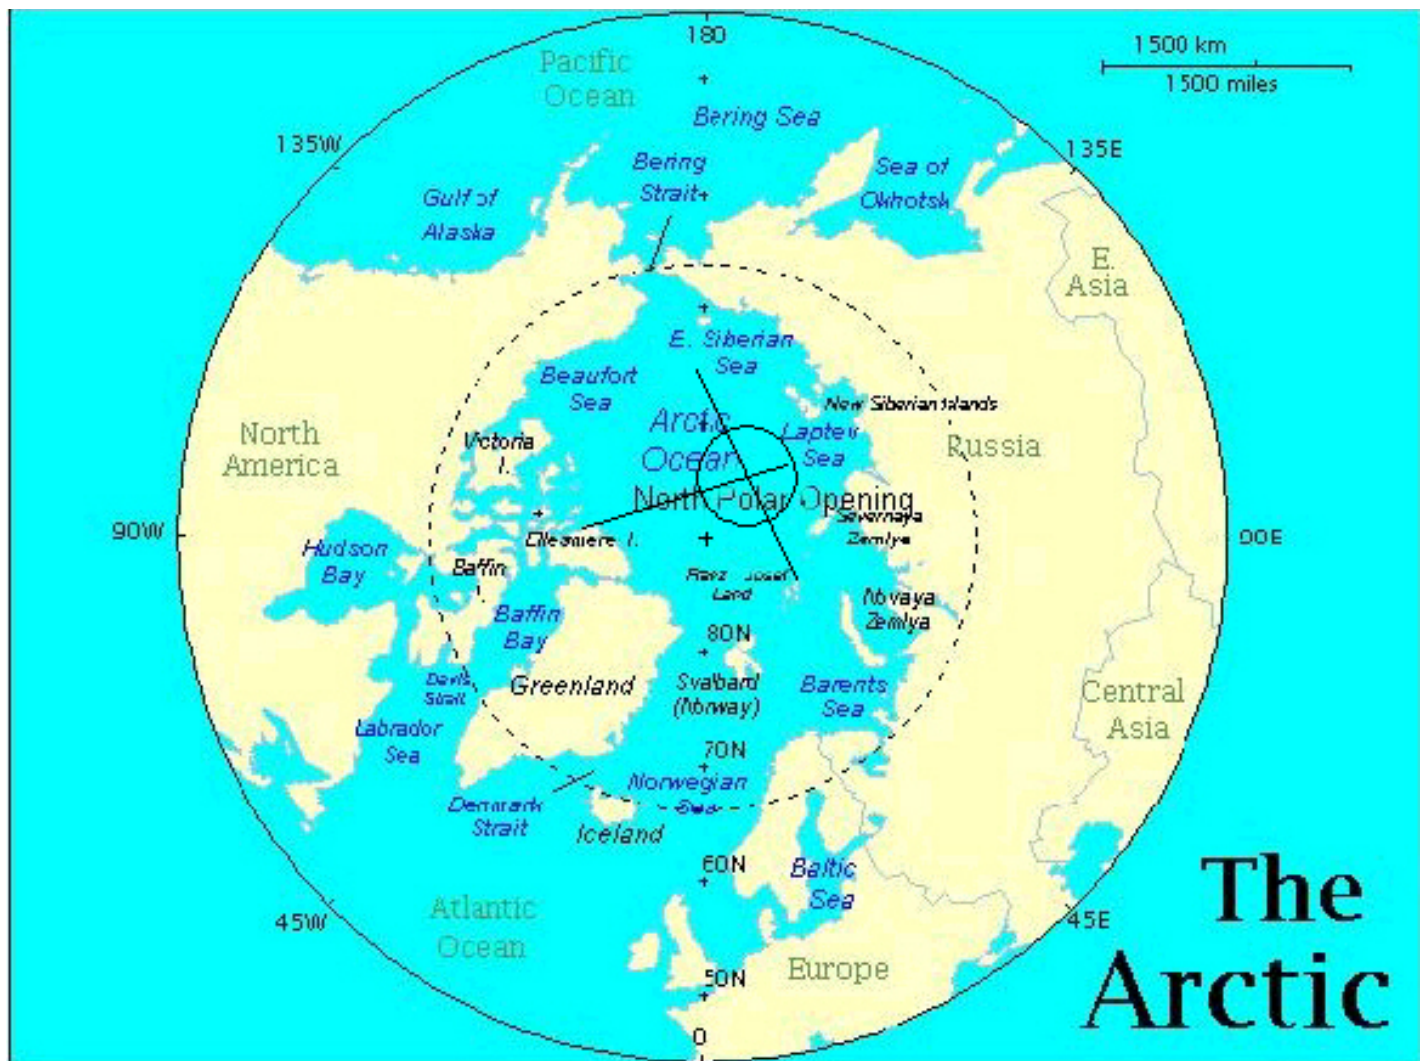 180
1500 km
1500 miles
Pacific
Ocean
Bering Sea
135W
135E
Bering
Strait
Sea of
Okhotsk
Gulf of
Alaska
E.
Asia
E. Siberian
Sea
Beaufort
Sea
New Siberian Islands
Arctic
Ocean
Laptev
Sea
North
America
Victoria
I.
Russia
North Polar Opening
Severnaya
Zemlya
90W
90E
Ellesmere I.
Hudson
Bay
Baffin
Franz Josef
Land
Novaya
Zemlya
Baffin
Bay
80N
Greenland
Svalbard
(Norway)
Barents
Sea
Davis
Strait
Central
Asia
Labrador
Sea
70N
Norwegian
Sea
Denmark
Strait
Iceland
60N
Baltic
Sea
The
Arctic
45W
45E
Atlantic
Ocean
Europe
50N
0